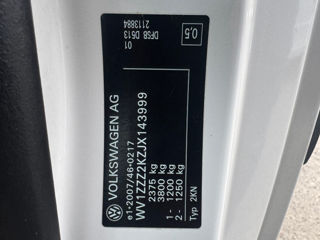 VOLKSWAGEN AG
e1-2007/46-0217
WV1ZZZ2KZJX143999
2375 kg
3800 kg
1- 1200 kg
2- 1250 kg
Typ 2KN
01
DFSB D513
2113884
0,5